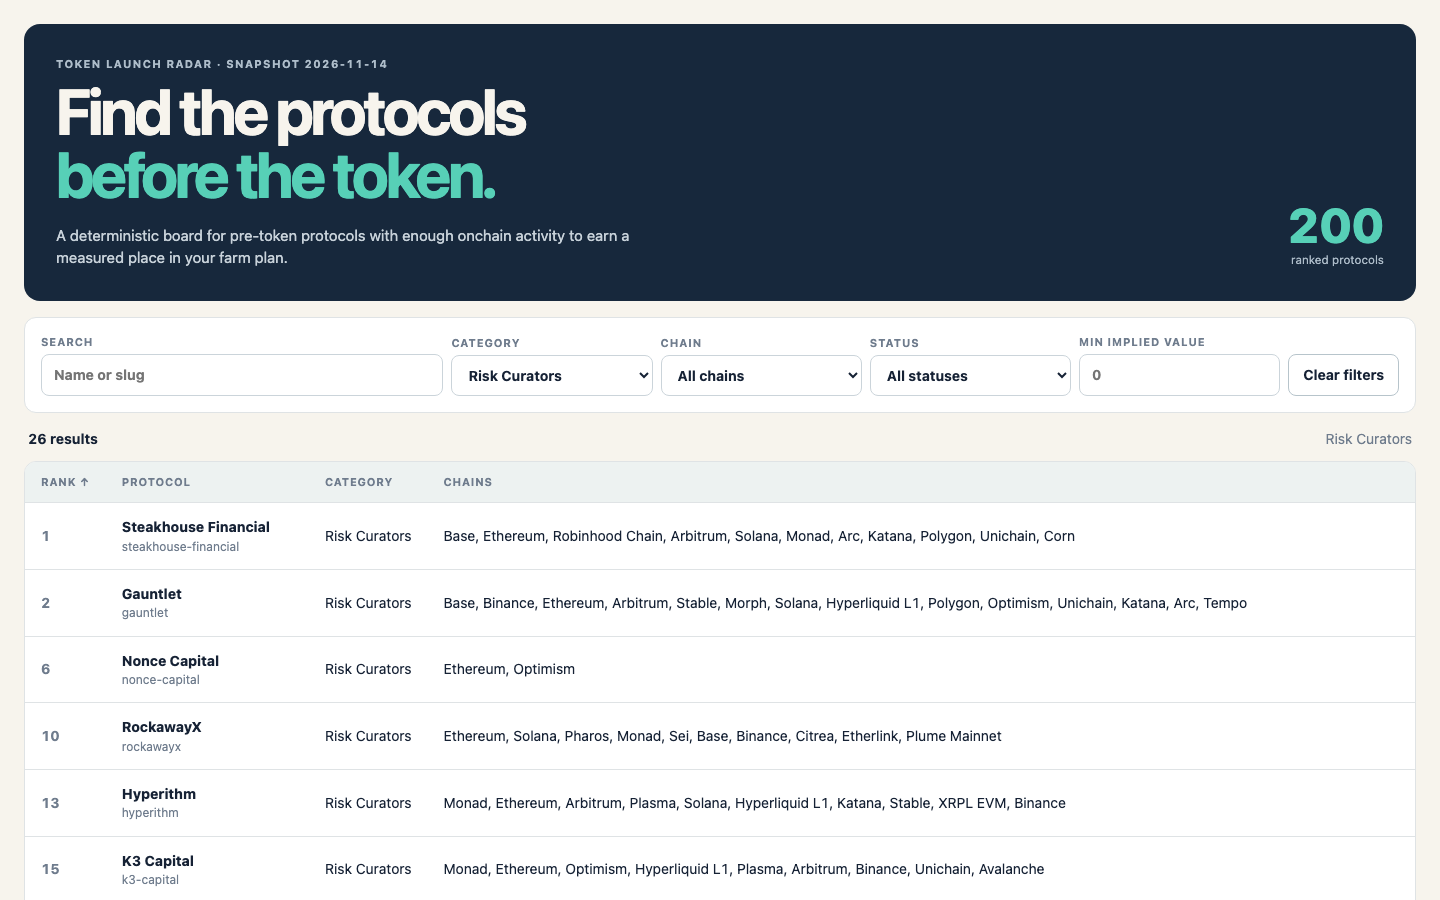 TOKEN LAUNCH RADAR · SNAPSHOT 2026-11-14
Find the protocols
before the token.
A deterministic board for pre-token protocols with enough onchain activity to earn a
measured place in your farm plan.
200
ranked protocols
SEARCH
Name or slug
CATEGORY
Risk Curators
CHAIN
All chains
STATUS
All statuses
MIN IMPLIED VALUE
0
Clear filters
26 results
Risk Curators
RANK ↑ PROTOCOL CATEGORY CHAINS
1 Steakhouse Financial Risk Curators Base, Ethereum, Robinhood Chain, Arbitrum, Solana, Monad, Arc, Katana, Polygon, Unichain, Corn
steakhouse-financial
2 Gauntlet Risk Curators Base, Binance, Ethereum, Arbitrum, Stable, Morph, Solana, Hyperliquid L1, Polygon, Optimism, Unichain, Katana, Arc, Tempo
gauntlet
6 Nonce Capital Risk Curators Ethereum, Optimism
nonce-capital
10 RockawayX Risk Curators Ethereum, Solana, Pharos, Monad, Sei, Base, Binance, Citrea, Etherlink, Plume Mainnet
rockawayx
13 Hyperithm Risk Curators Monad, Ethereum, Arbitrum, Plasma, Solana, Hyperliquid L1, Katana, Stable, XRPL EVM, Binance
hyperithm
15 K3 Capital Risk Curators Monad, Ethereum, Optimism, Hyperliquid L1, Plasma, Arbitrum, Binance, Unichain, Avalanche
k3-capital